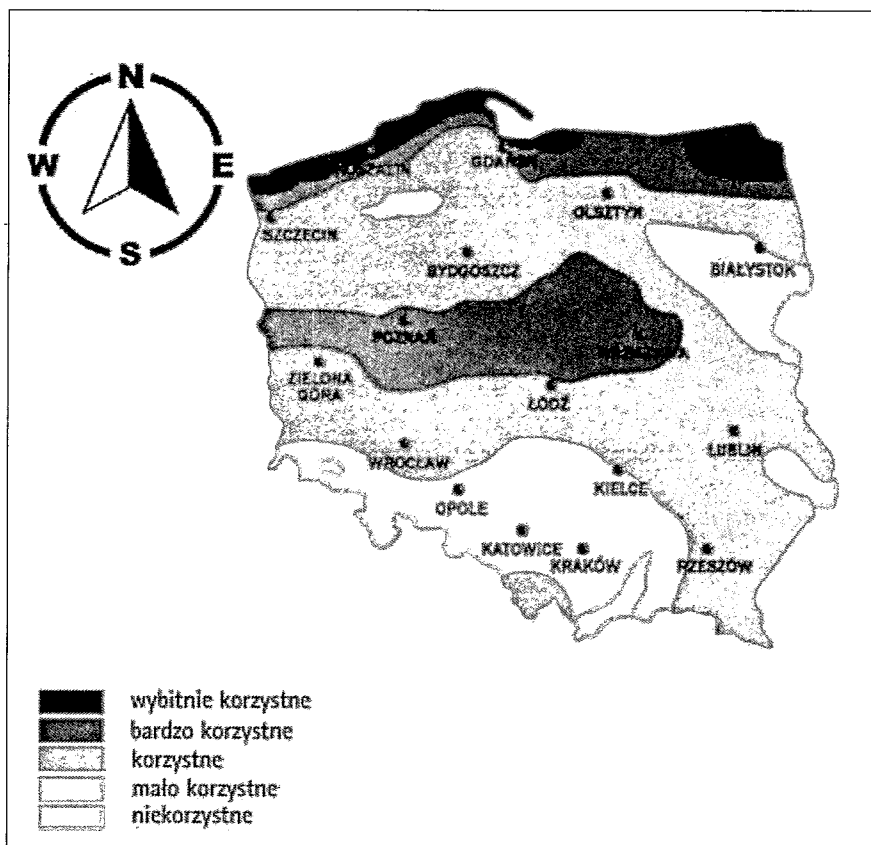 N
W E
S
KOSZALIN
GDAŃSK
SZCZECIN
OLSZTYN
BYDGOSZCZ
BIAŁYSTOK
POZNAŃ
ZIELONA
GÓRA
ŁÓDŹ
WROCŁAW
LUBLIN
OPOLE
KIELCE
KATOWICE
KRAKÓW
RZESZÓW
wybitnie korzystne
bardzo korzystne
korzystne
mało korzystne
niekorzystne